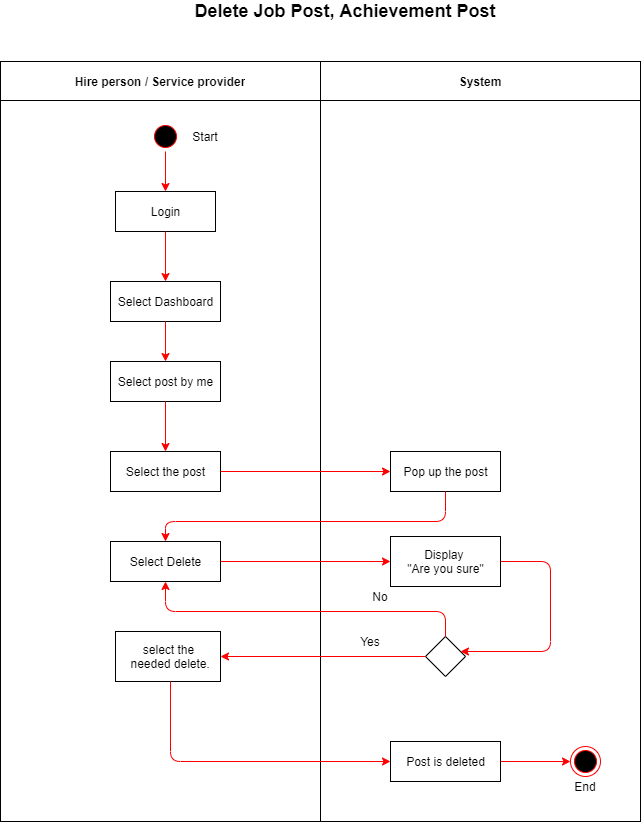 Delete Job Post, Achievement Post
Hire person / Service provider
System
Start
Login
Select Dashboard
Select post by me
Select the post
Pop up the post
Select Delete
Display
"Are you sure"
No
Yes
select the
needed delete.
Post is deleted
End